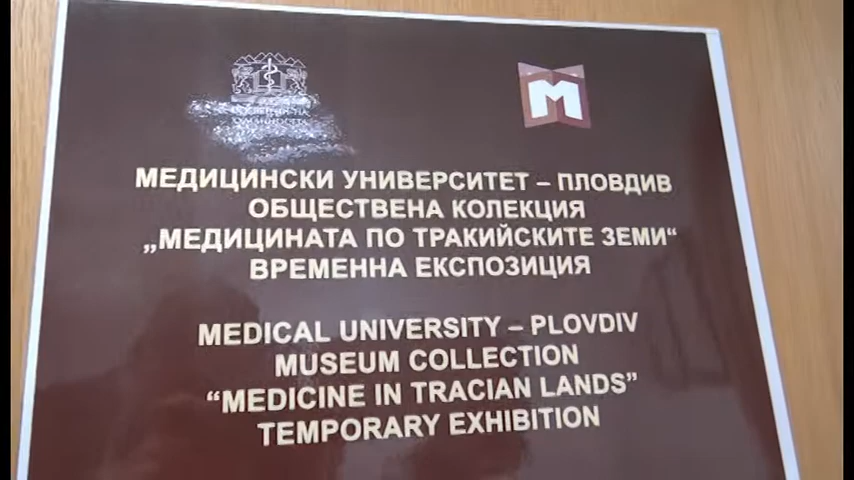 МЕДИЦИНСКИ УНИВЕРСИТЕТ – ПЛОВДИВ
ОБЩЕСТВЕНА КОЛЕКЦИЯ
„МЕДИЦИНАТА ПО ТРАКИЙСКИТЕ ЗЕМИ“
ВРЕМЕННА ЕКСПОЗИЦИЯ
MEDICAL UNIVERSITY – PLOVDIV
MUSEUM COLLECTION
“MEDICINE IN TRACIAN LANDS”
TEMPORARY EXHIBITION